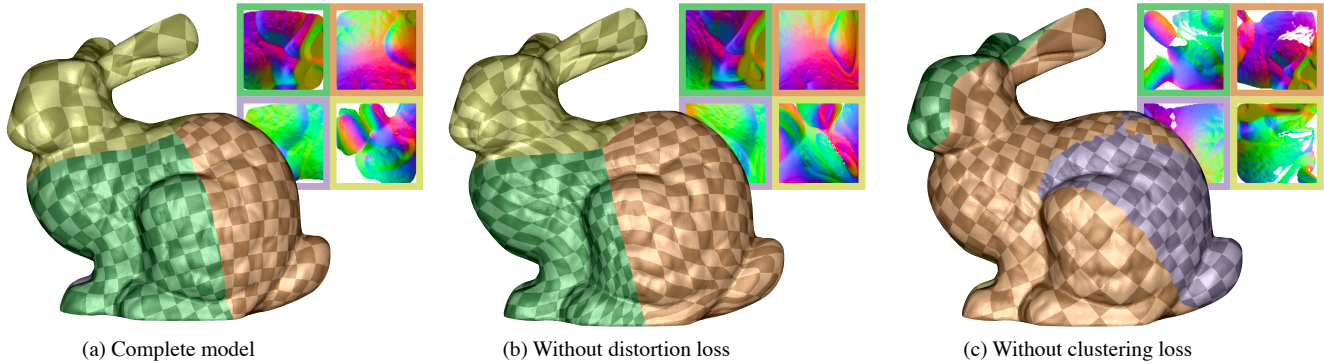 (a) Complete model
(b) Without distortion loss
(c) Without clustering loss